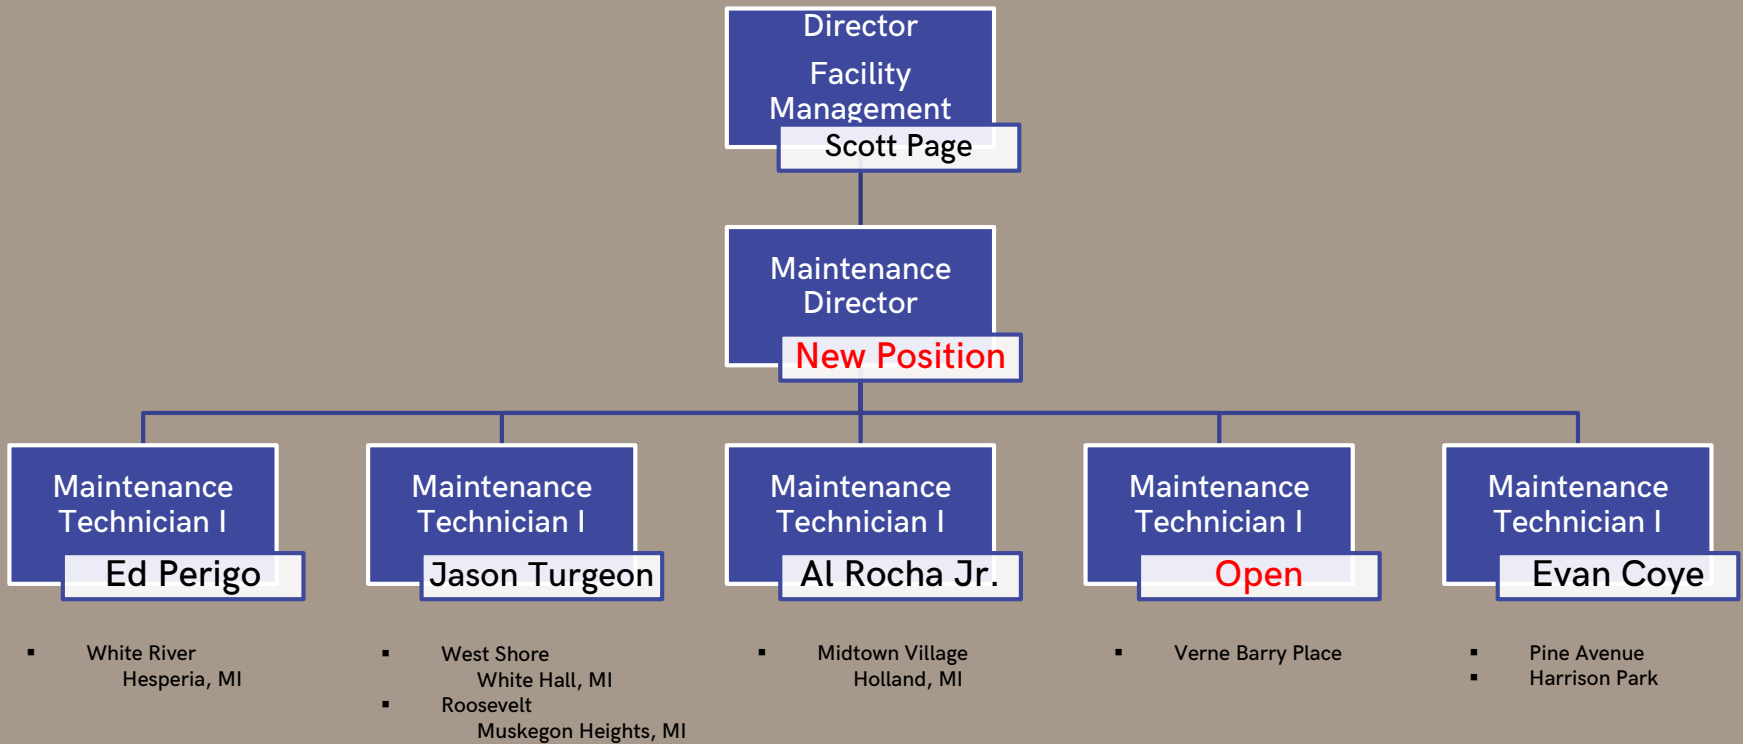 Director
Facility
Management
Scott Page
Maintenance
Director
New Position
Maintenance
Technician I
Ed Perigo
Maintenance
Technician I
Jason Turgeon
Maintenance
Technician I
Al Rocha Jr.
Maintenance
Technician I
Open
Maintenance
Technician I
Evan Coye
▪ White River
Hesperia, MI
▪ West Shore
White Hall, MI
▪ Roosevelt
Muskegon Heights, MI
▪ Midtown Village
Holland, MI
▪ Verne Barry Place
▪ Pine Avenue
▪ Harrison Park